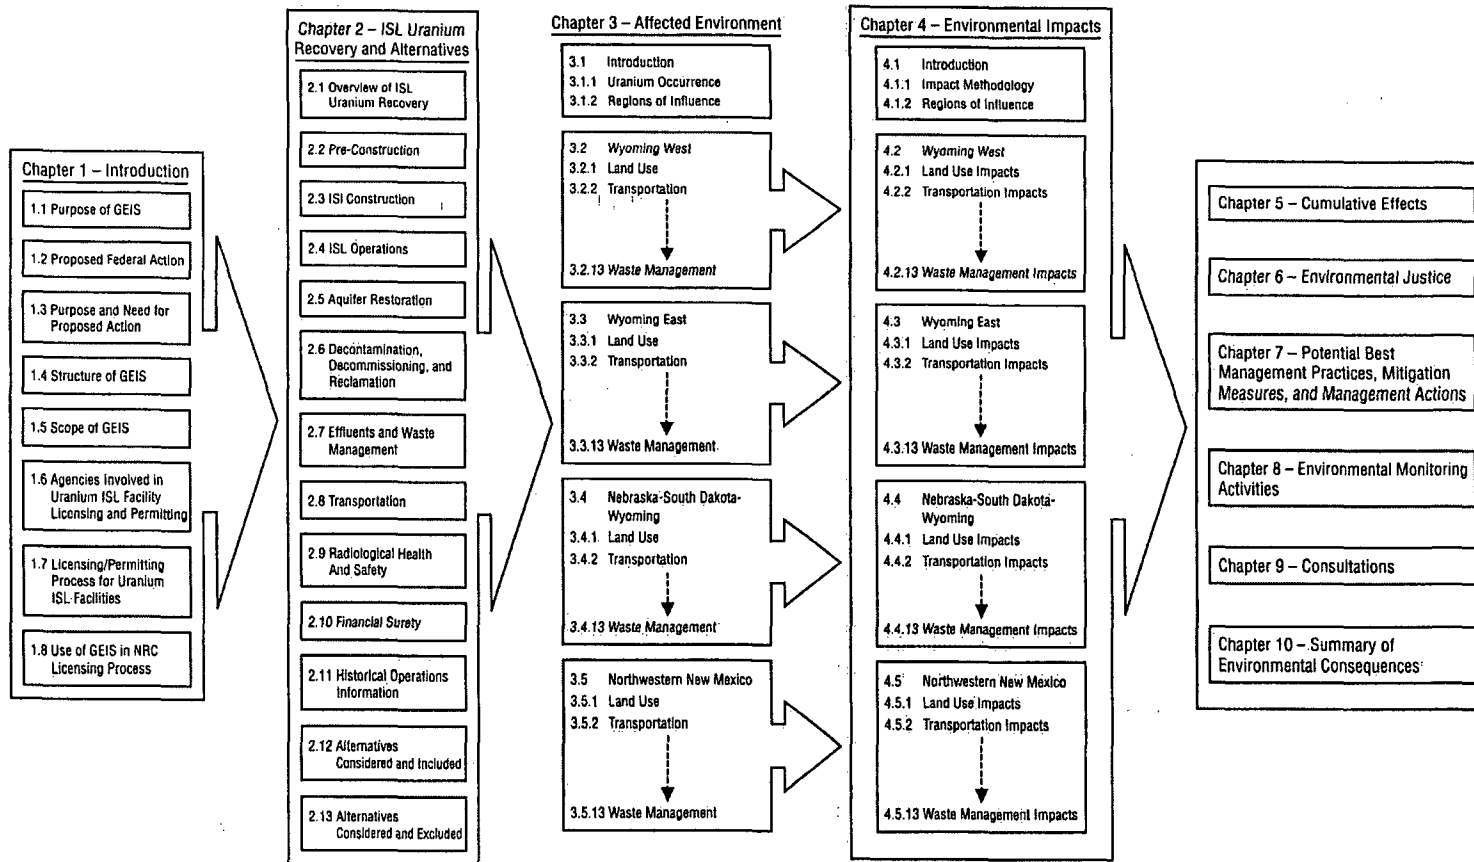 Chapter 1 – Introduction
1.1 Purpose of GEIS
1.2 Proposed Federal Action
1.3 Purpose and Need for
Proposed Action
1.4 Structure of GEIS
1.5 Scope of GEIS
1.6 Agencies Involved in
Uranium ISL Facility
Licensing and Permitting
1.7 Licensing/Permitting
Process for Uranium
ISL Facilities
1.8 Use of GEIS in NRC
Licensing Process
Chapter 2 – ISL Uranium
Recovery and Alternatives
2.1 Overview of ISL
Uranium Recovery
2.2 Pre-Construction
2.3 ISl Construction
2.4 ISL Operations
2.5 Aquifer Restoration
2.6 Decontamination,
Decommissioning, and
Reclamation
2.7 Effluents and Waste
Management
2.8 Transportation
2.9 Radiological Health
And Safety
2.10 Financial Surety
2.11 Historical Operations
Information
2.12 Alternatives
Considered and Included
2.13 Alternatives
Considered and Excluded
Chapter 3 – Affected Environment
3.1 Introduction
3.1.1 Uranium Occurrence
3.1.2 Regions of Influence
3.2 Wyoming West
3.2.1 Land Use
3.2.2 Transportation
3.2.13 Waste Management
3.3 Wyoming East
3.3.1 Land Use
3.3.2 Transportation
3.3.13 Waste Management
3.4 Nebraska-South Dakota-
Wyoming
3.4.1 Land Use
3.4.2 Transportation
3.4.13 Waste Management
3.5 Northwestern New Mexico
3.5.1 Land Use
3.5.2 Transportation
3.5.13 Waste Management
Chapter 4 – Environmental Impacts
4.1 Introduction
4.1.1 Impact Methodology
4.1.2 Regions of Influence
4.2 Wyoming West
4.2.1 Land Use Impacts
4.2.2 Transportation Impacts
4.2.13 Waste Management Impacts
4.3 Wyoming East
4.3.1 Land Use Impacts
4.3.2 Transportation Impacts
4.3.13 Waste Management Impacts
4.4 Nebraska-South Dakota-
Wyoming
4.4.1 Land Use Impacts
4.4.2 Transportation Impacts
4.4.13 Waste Management Impacts
4.5 Northwestern New Mexico
4.5.1 Land Use Impacts
4.5.2 Transportation Impacts
4.5.13 Waste Management Impacts
Chapter 5 – Cumulative Effects
Chapter 6 – Environmental Justice
Chapter 7 – Potential Best
Management Practices, Mitigation
Measures, and Management Actions
Chapter 8 – Environmental Monitoring
Activities
Chapter 9 – Consultations
Chapter 10 – Summary of
Environmental Consequences